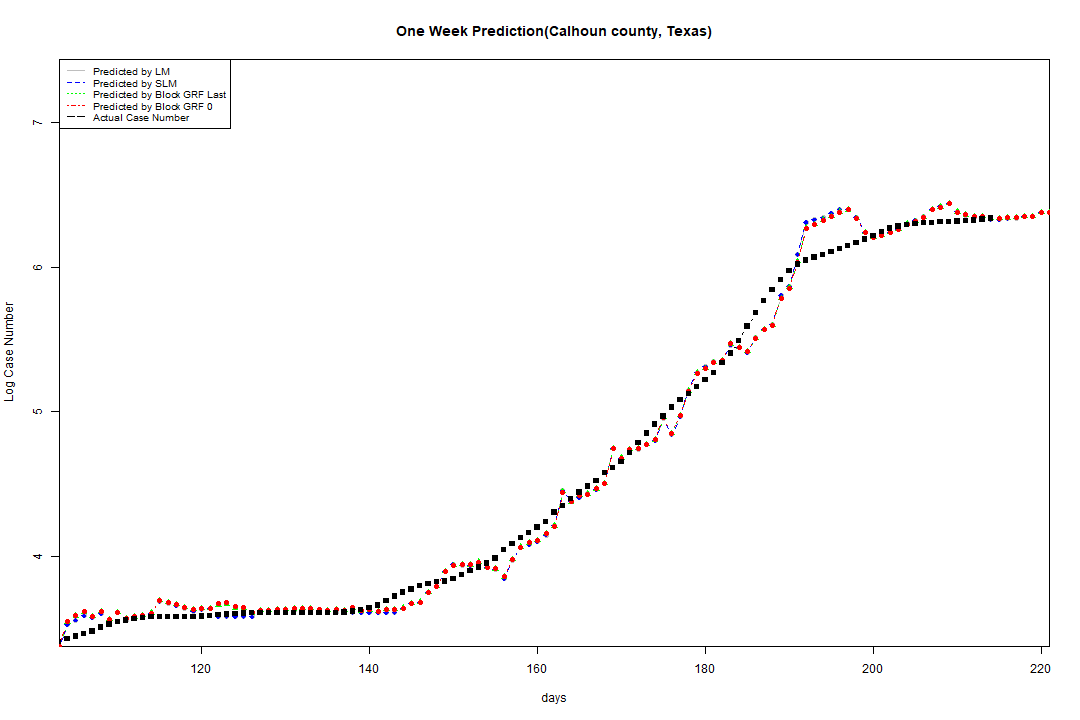 One Week Prediction(Calhoun county, Texas)
Predicted by LM
Predicted by SLM
Predicted by Block GRF Last
Predicted by Block GRF 0
Actual Case Number
7
6
5
4
Log Case Number
120 140 160 180 200 220
days